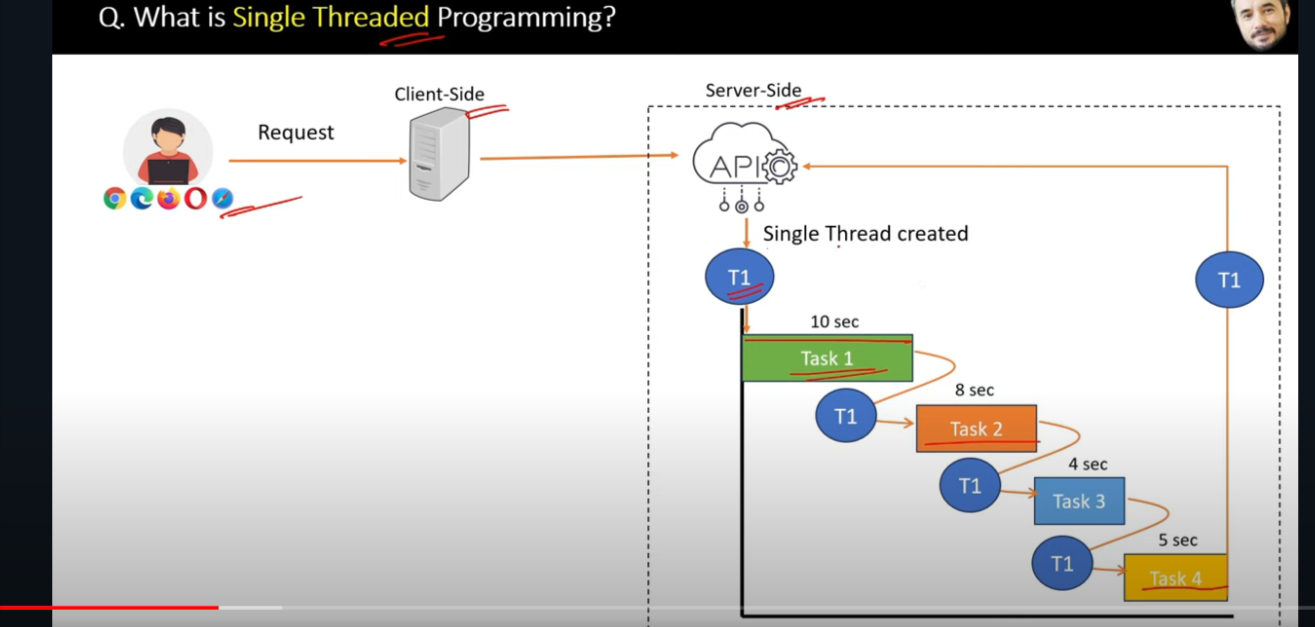 Q. What is Single Threaded Programming?
Client-Side
Server-Side
Request
API
Single Thread created
T1
T1
10 sec
Task 1
8 sec
T1
Task 2
4 sec
T1
Task 3
5 sec
T1
Task 4